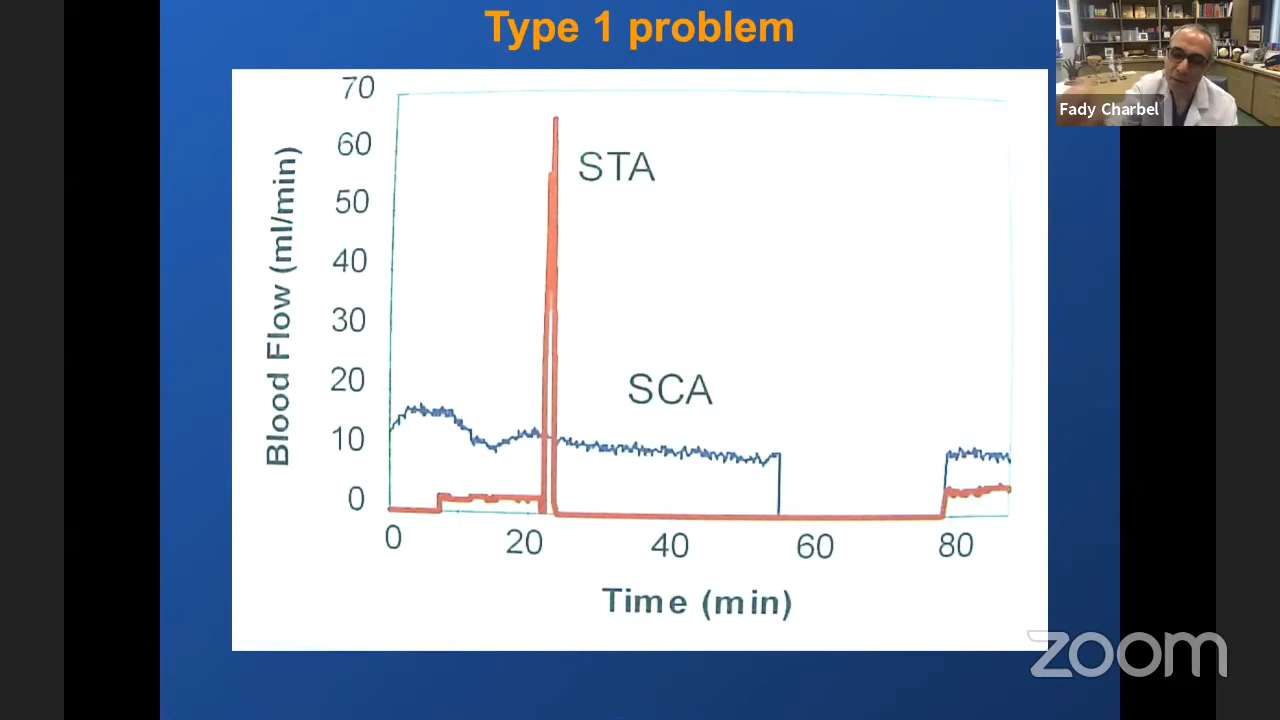 Type 1 problem
Fady Charbel
70
60
50
40
30
20
10
0
Blood Flow (ml/min)
STA
SCA
0 20 40 60 80
Time (min)
zoom